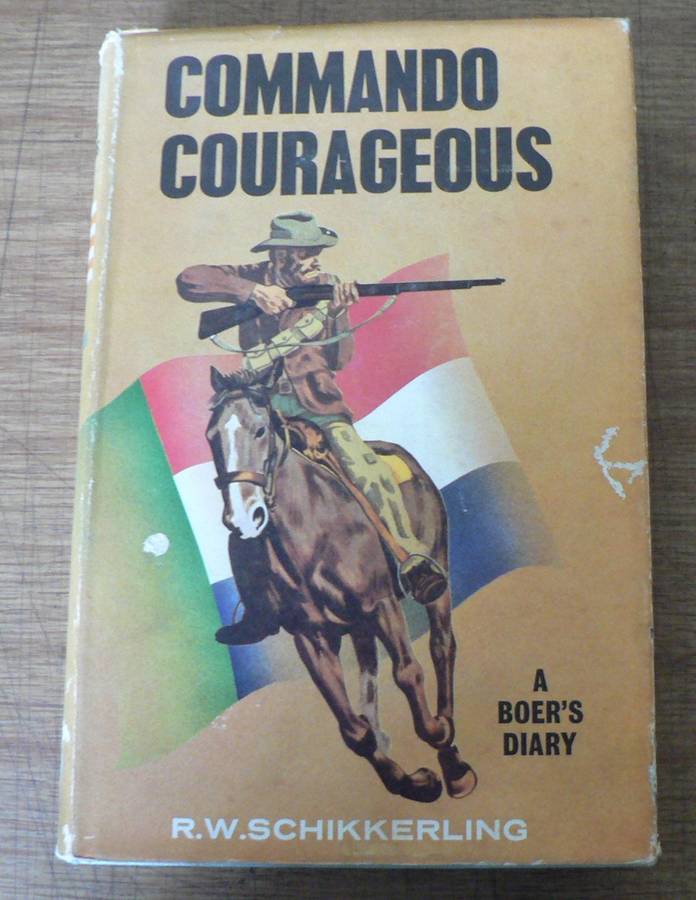 COMMANDO
COURAGEOUS
A
BOER'S
DIARY
R.W.SCHIKKERLING